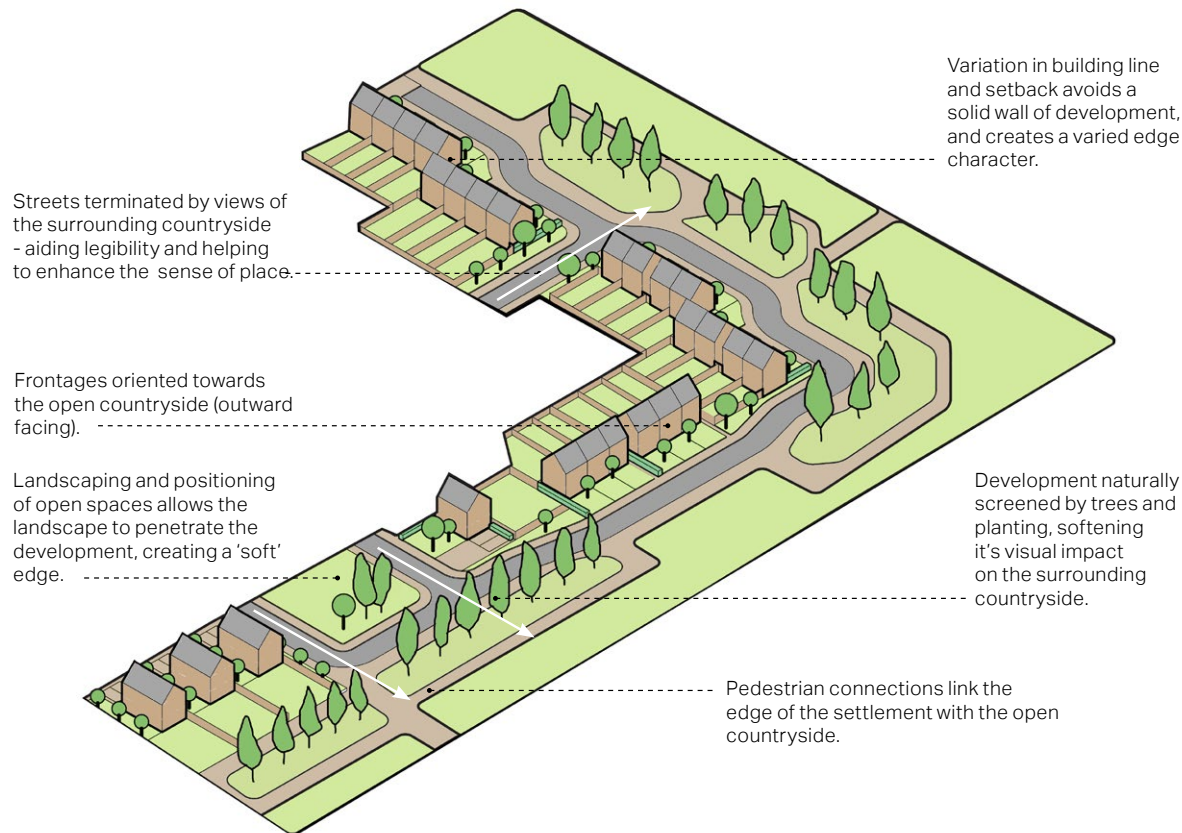 Variation in building line
and setback avoids a
solid wall of development,
and creates a varied edge
character.
Streets terminated by views of
the surrounding countryside
- aiding legibility and helping
to enhance the sense of place.
Frontages oriented towards
the open countryside (outward
facing).
Landscaping and positioning
of open spaces allows the
landscape to penetrate the
development, creating a ‘soft’
edge.
Development naturally
screened by trees and
planting, softening
it's visual impact
on the surrounding
countryside.
Pedestrian connections link the
edge of the settlement with the open
countryside.